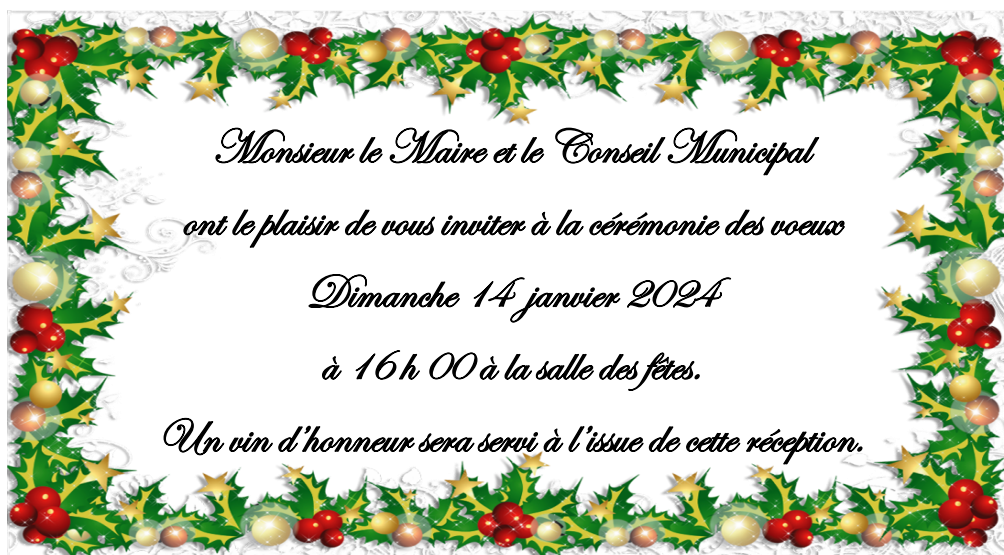 Monsieur le Maire et le Conseil Municipal
ont le plaisir de vous inviter à la cérémonie des voeux
Dimanche 14 janvier 2024
à 16 h 00 à la salle des fêtes.
Un vin d'honneur sera servi à l'issue de cette réception.